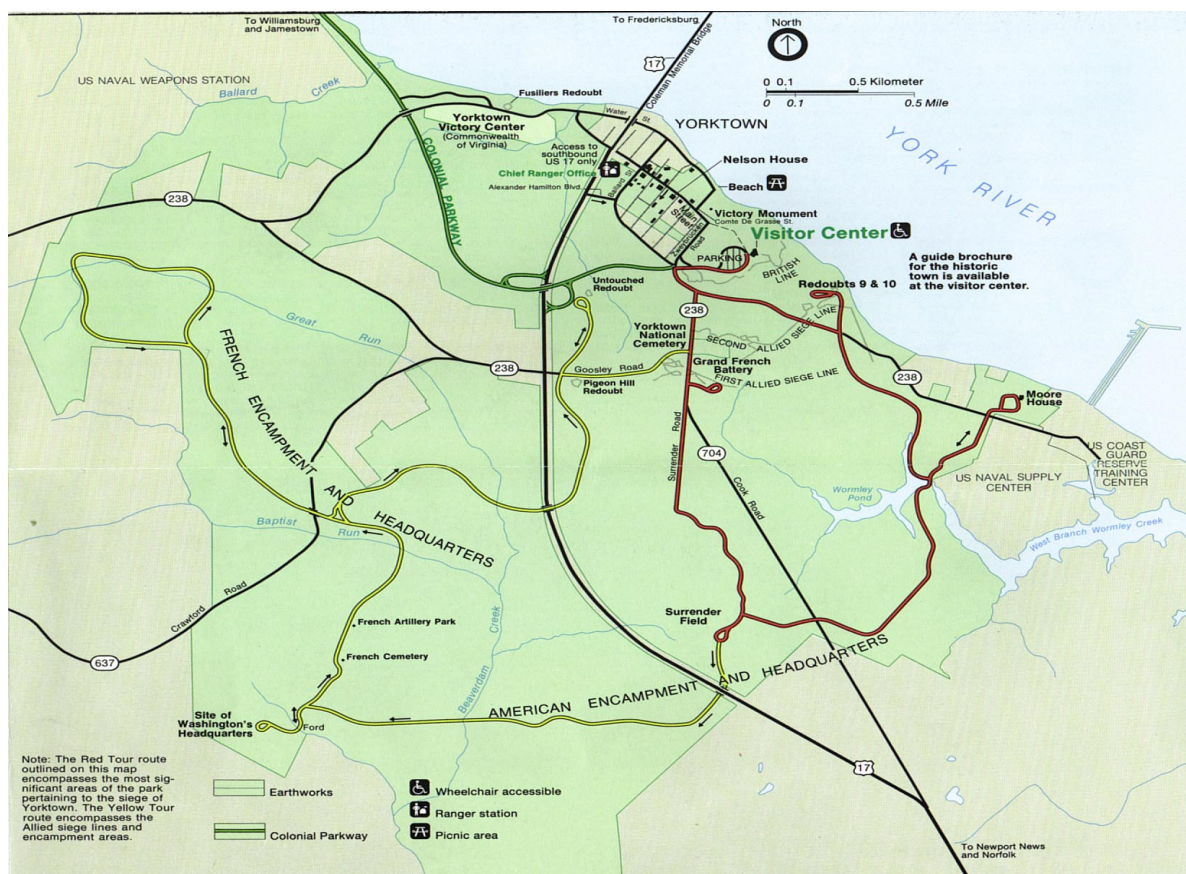 To Williamsburg
and Jamestown
To Fredericksburg
North
US NAVAL WEAPONS STATION
Ballard Creek
Fusiliers Redoubt
17
Coleman Memorial Bridge
0 0.1 0.5 Kilometer
0 0.1 0.5 Mile
Yorktown
Victory Center
(Commonwealth
of Virginia)
Water St.
YORKTOWN
YORK RIVER
COLONIAL PARKWAY
Access to
southbound
US 17 only
Chief Ranger Office
Alexander Hamilton Blvd.
Ballard St.
Nelson House
Beach
238
Main Street
Victory Monument
Comte De Grasse St.
Zweybrucken
Road
Visitor Center
PARKING
BRITISH
LINE
A guide brochure
for the historic
town is available
at the visitor center.
Untouched
Redoubt
Redoubts 9 & 10
238
Great Run
Yorktown
National
Cemetery
SECOND ALLIED SIEGE LINE
FRENCH ENCAMPMENT AND HEADQUARTERS
238
Goosley Road
Grand French
Battery
FIRST ALLIED SIEGE LINE
238
Pigeon Hill
Redoubt
Moore
House
Surrender Road
704
Cook Road
US COAST
GUARD
RESERVE
TRAINING
CENTER
US NAVAL SUPPLY
CENTER
Wormley
Pond
Baptist Run
West Branch Wormley Creek
Crawford Road
Beaverdam Creek
French Artillery Park
Surrender
Field
637
French Cemetery
AMERICAN ENCAMPMENT AND HEADQUARTERS
Site of
Washington's
Headquarters
Ford
Note: The Red Tour route
outlined on this map
encompasses the most sig-
nificant areas of the park
pertaining to the siege of
Yorktown. The Yellow Tour
route encompasses the
Allied siege lines and
encampment areas.
Earthworks
Colonial Parkway
Wheelchair accessible
Ranger station
Picnic area
17
To Newport News
and Norfolk